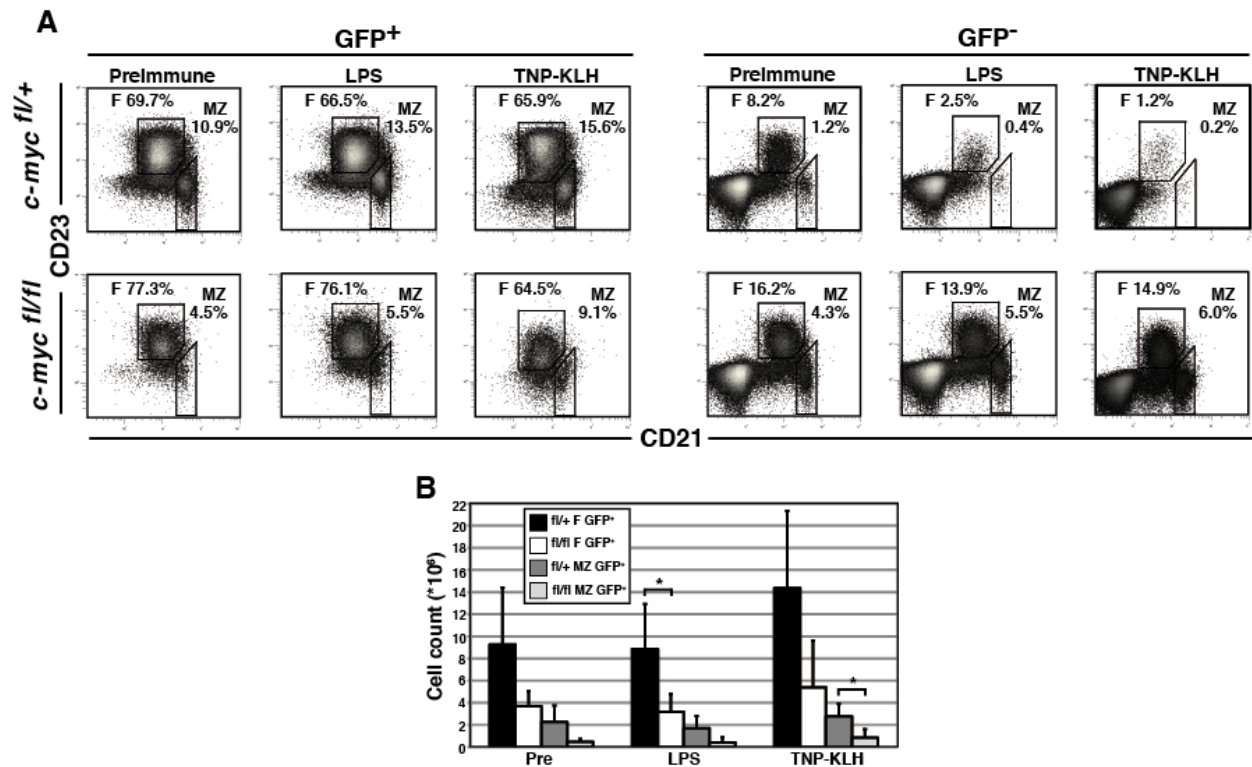 A
GFP⁺
GFP⁻
PreImmune
LPS
TNP-KLH
PreImmune
LPS
TNP-KLH
c-myc fl/+
F 69.7%
MZ
10.9%
F 66.5%
MZ
13.5%
F 65.9%
MZ
15.6%
F 8.2%
MZ
1.2%
F 2.5%
MZ
0.4%
F 1.2%
MZ
0.2%
CD23
c-myc fl/fl
F 77.3%
MZ
4.5%
F 76.1%
MZ
5.5%
F 64.5%
MZ
9.1%
F 16.2%
MZ
4.3%
F 13.9%
MZ
5.5%
F 14.9%
MZ
6.0%
CD21
B
Cell count (*10⁶)
22
20
18
16
14
12
10
8
6
4
2
0
fl/+ F GFP⁺
fl/fl F GFP⁺
fl/+ MZ GFP⁺
fl/fl MZ GFP⁺
*
*
Pre
LPS
TNP-KLH